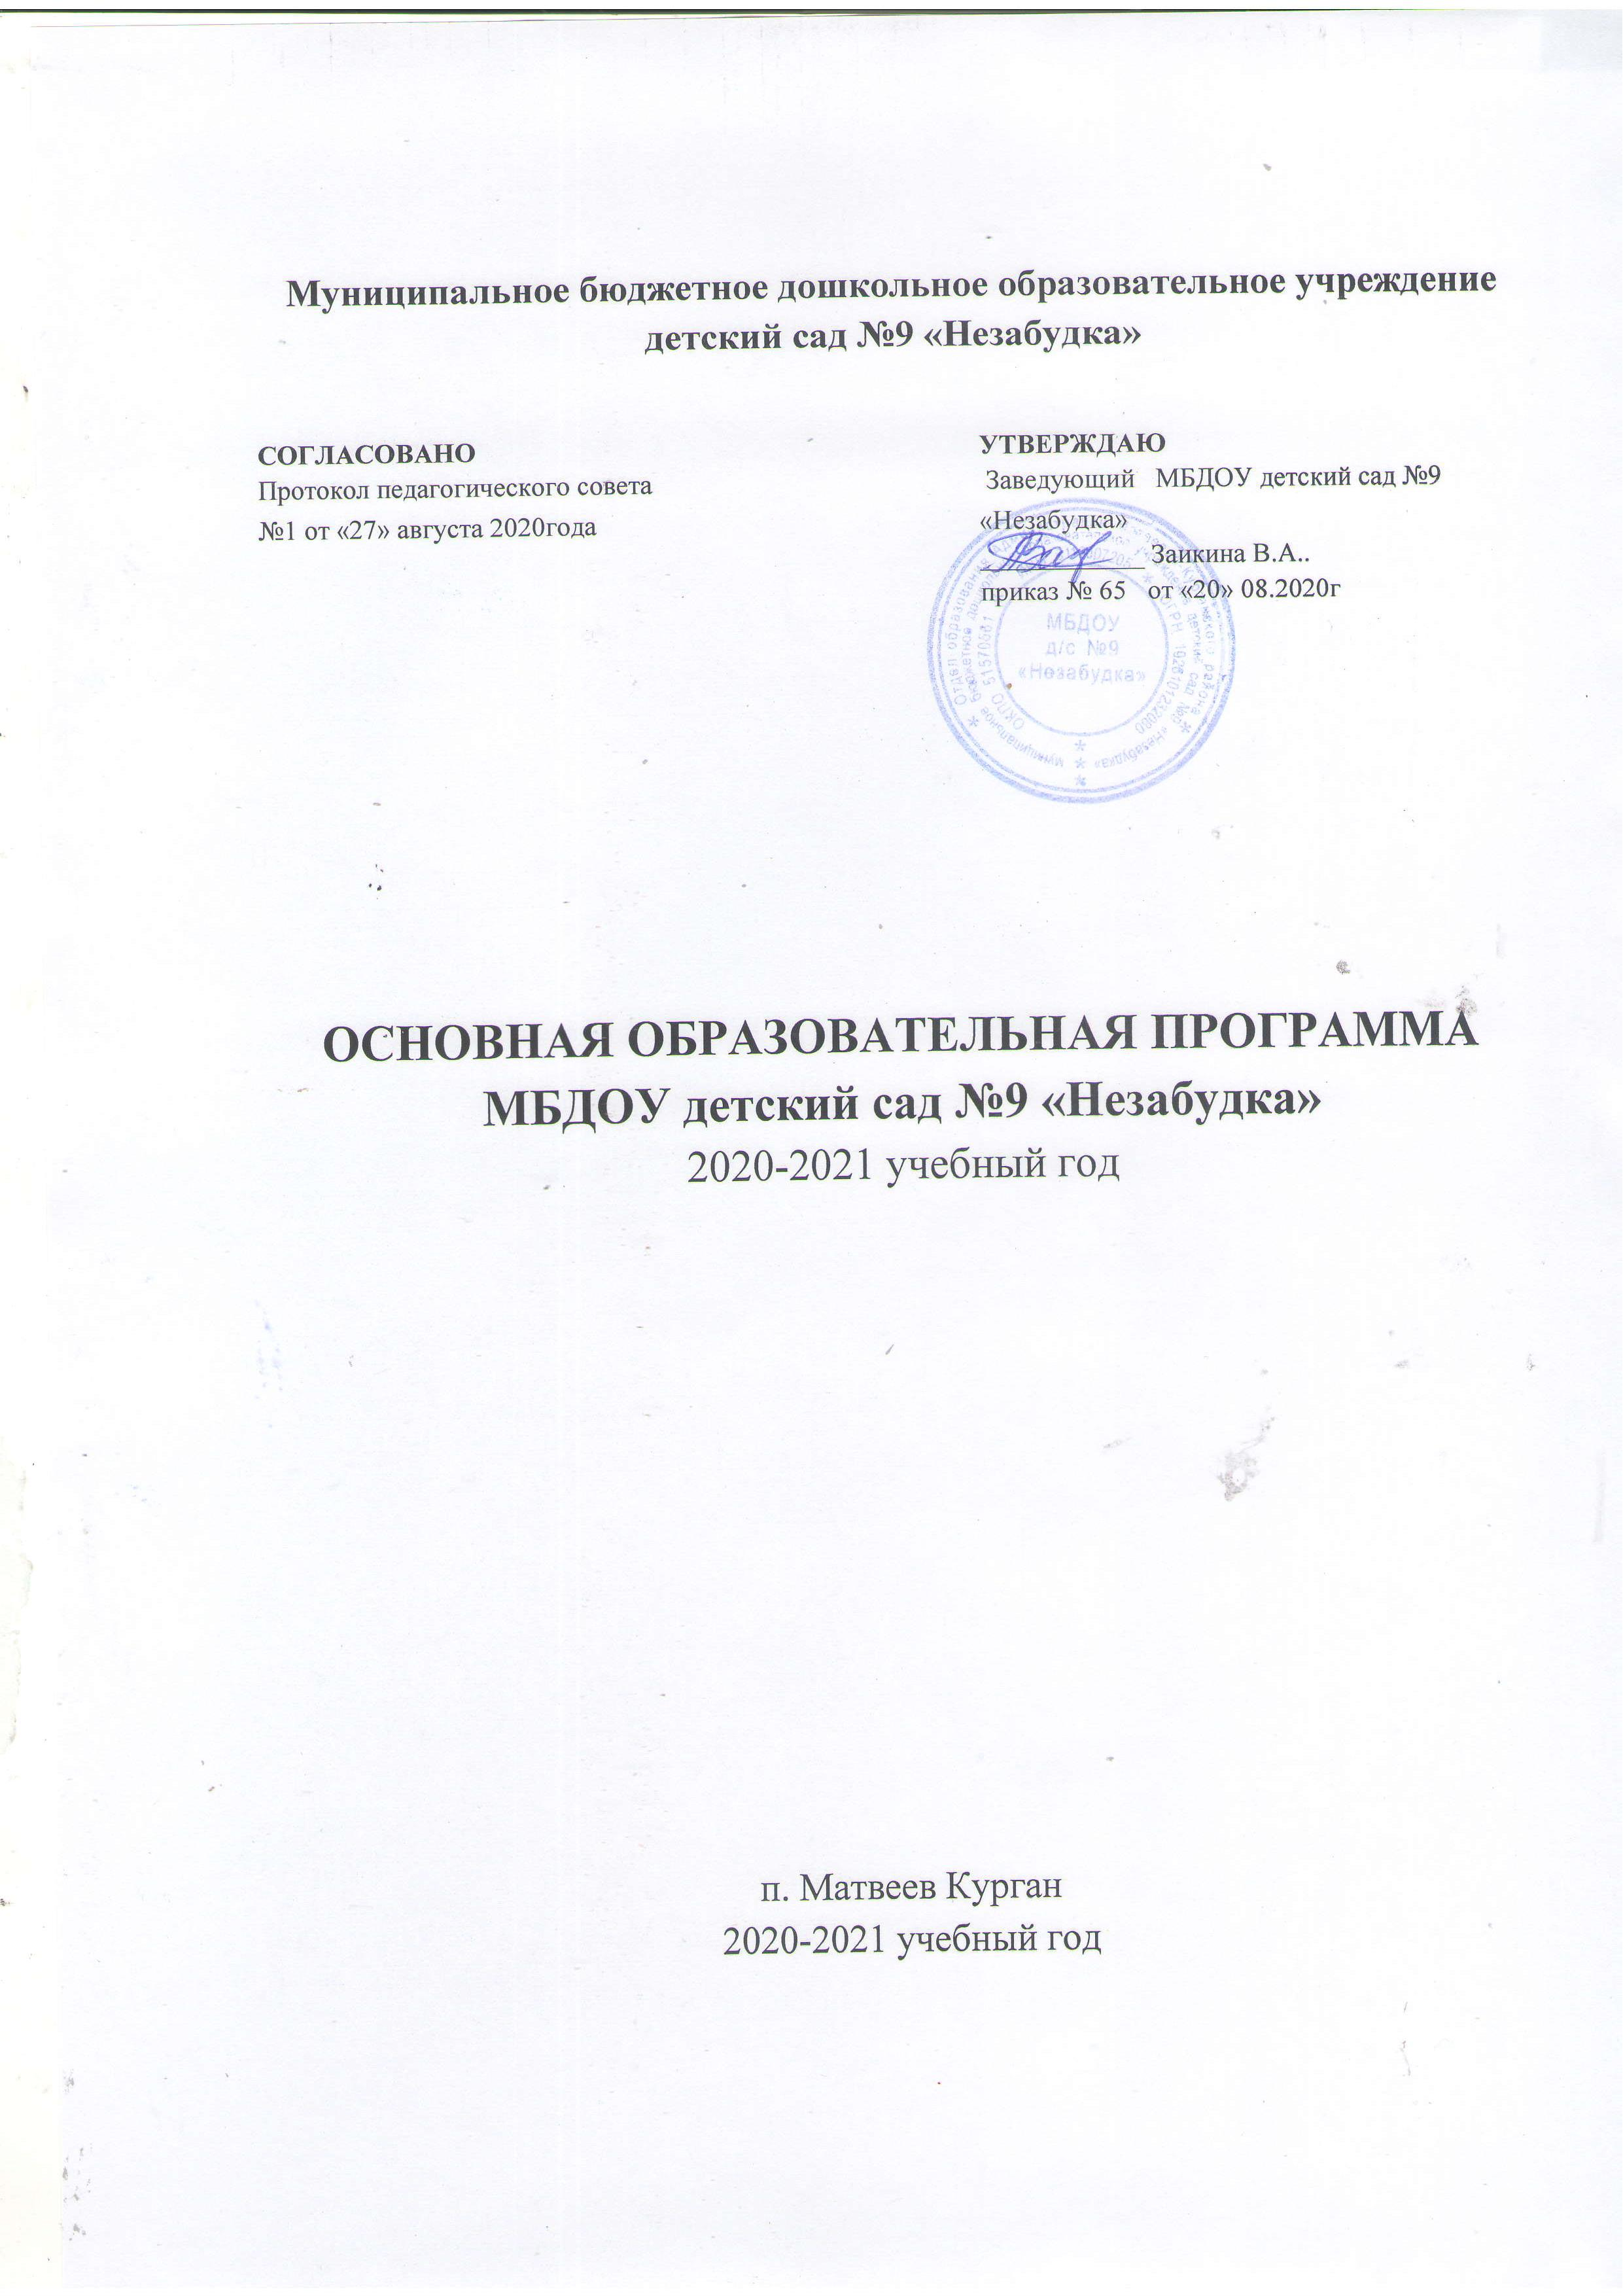 Муниципальное бюджетное дошкольное образовательное учреждение
детский сад №9 «Незабудка»
СОГЛАСОВАНО
Протокол педагогического совета
№1 от «27» августа 2020года
УТВЕРЖДАЮ
Заведующий МБДОУ детский сад №9
«Незабудка»
Заикина В.А..
приказ № 65 от «20» 08.2020г
МБДОУ
д/с №9
«Незабудка»
ОСНОВНАЯ ОБРАЗОВАТЕЛЬНАЯ ПРОГРАММА
МБДОУ детский сад №9 «Незабудка»
2020-2021 учебный год
п. Матвеев Курган
2020-2021 учебный год